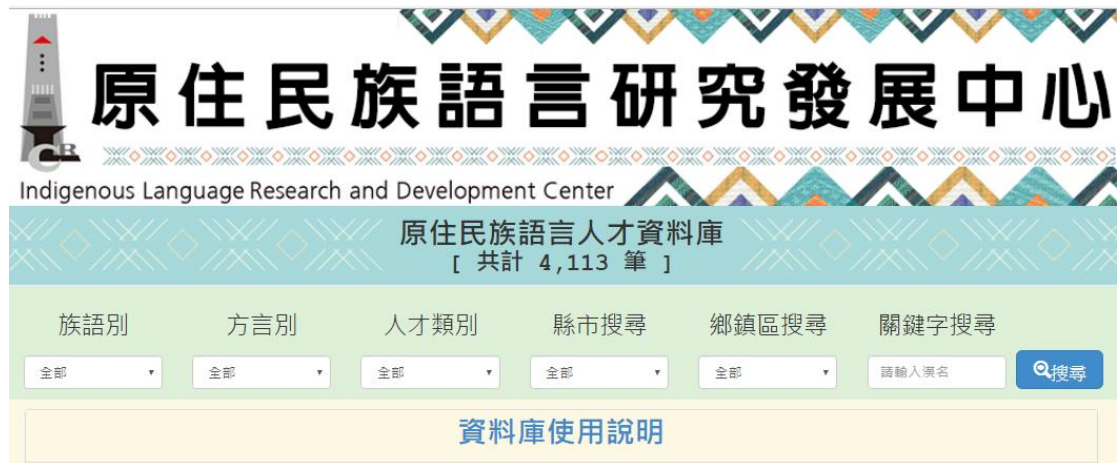 原住民族語言研究發展中心
CR
Indigenous Language Research and Development Center
原住民族語言人才資料庫
[ 共計 4,113 筆 ]
族語別 方言別 人才類別 縣市搜尋 鄉鎮區搜尋 關鍵字搜尋
全部 全部 全部 全部 全部 請輸入漢名 搜尋
資料庫使用說明